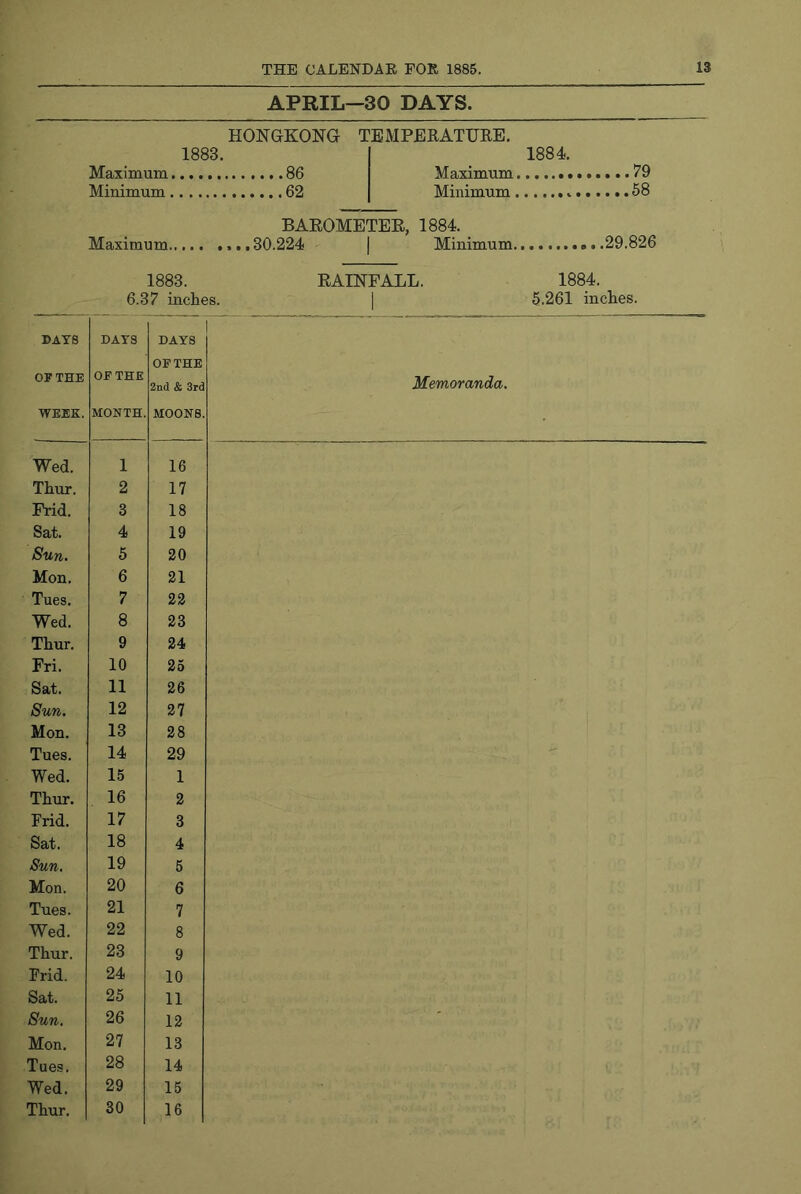 THE CALENDAR FOR 1885. 13
APRIL—30 DAYS.
HONGKONG TEMPERATURE.
1883. | 1884.
Maximum..............86 | Maximum.............79
Minimum..............62 | Minimum.............58
BAROMETER, 1884.
Maximum..... ....30.224 | Minimum...........29.826
1883. RAINFALL. 1884.
6.37 inches. | 5.261 inches.
DAYS DAYS DAYS
OF THE OF THE OF THE 2nd & 3rd Memoranda.
WEEK. MONTH. MOONS.
Wed. 1 16
Thur. 2 17
Frid. 3 18
Sat. 4 19
Sun. 5 20
Mon. 6 21
Tues. 7 22
Wed. 8 23
Thur. 9 24
Fri. 10 25
Sat. 11 26
Sun. 12 27
Mon. 13 28
Tues. 14 29
Wed. 15 1
Thur. 16 2
Frid. 17 3
Sat. 18 4
Sun. 19 5
Mon. 20 6
Tues. 21 7
Wed. 22 8
Thur. 23 9
Frid. 24 10
Sat. 25 11
Sun. 26 12
Mon. 27 13
Tues. 28 14
Wed. 29 15
Thur. 30 16